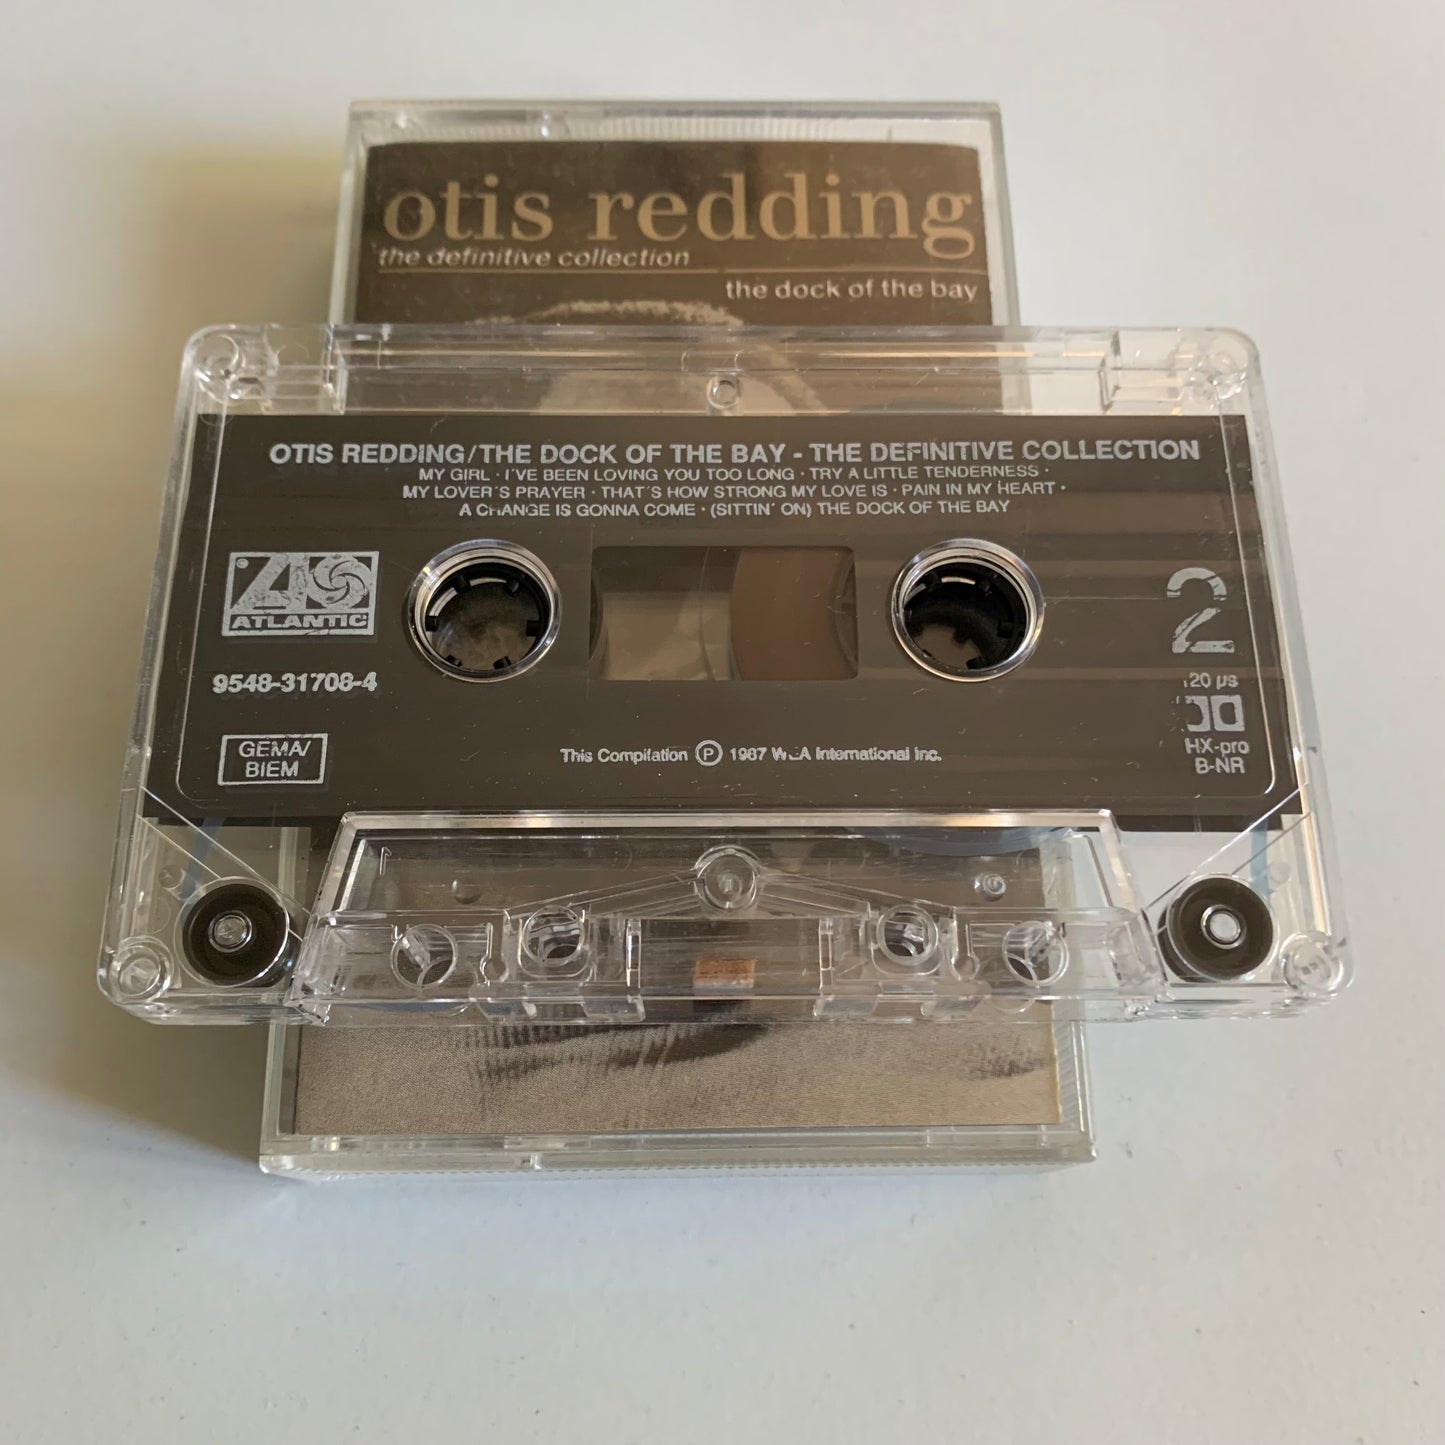 otis redding
the definitive collection
the dock of the bay
OTIS REDDING/THE DOCK OF THE BAY - THE DEFINITIVE COLLECTION
MY GIRL · I´VE BEEN LOVING YOU TOO LONG · TRY A LITTLE TENDERNESS ·
MY LOVER´S PRAYER · THAT´S HOW STRONG MY LOVE IS · PAIN IN MY HEART ·
A CHANGE IS GONNA COME · (SITTIN´ ON) THE DOCK OF THE BAY
ATLANTIC
2
9548-31708-4
20 µs
GEMA/
BIEM
This Compilation ℗ 1987 WEA International Inc.
HX-pro
B-NR
1